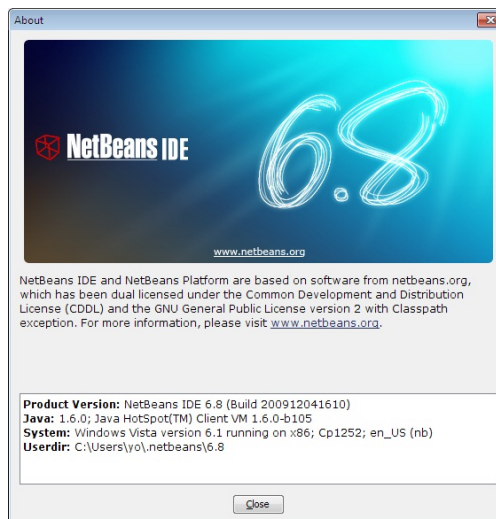 About
NetBeans IDE
6.8
www.netbeans.org
NetBeans IDE and NetBeans Platform are based on software from netbeans.org,
which has been dual licensed under the Common Development and Distribution
License (CDDL) and the GNU General Public License version 2 with Classpath
exception. For more information, please visit www.netbeans.org.
Product Version: NetBeans IDE 6.8 (Build 200912041610)
Java: 1.6.0; Java HotSpot(TM) Client VM 1.6.0-b105
System: Windows Vista version 6.1 running on x86; Cp1252; en_US (nb)
Userdir: C:\Users\yo\.netbeans\6.8
Close